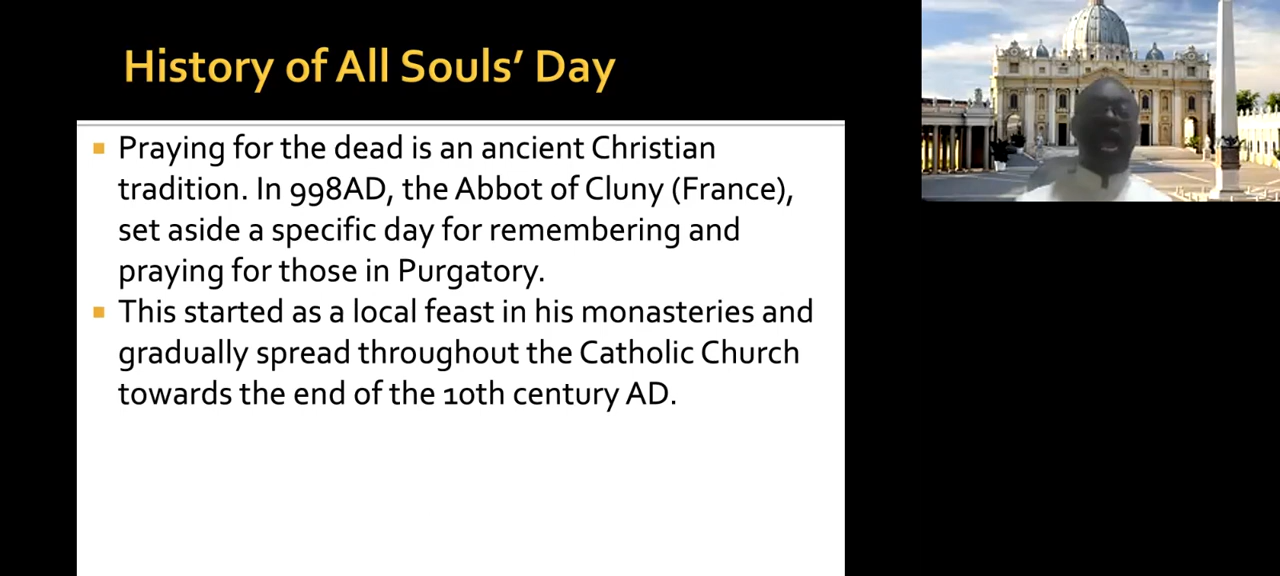 History of All Souls’ Day
Praying for the dead is an ancient Christian
tradition. In 998AD, the Abbot of Cluny (France),
set aside a specific day for remembering and
praying for those in Purgatory.
This started as a local feast in his monasteries and
gradually spread throughout the Catholic Church
towards the end of the 10th century AD.